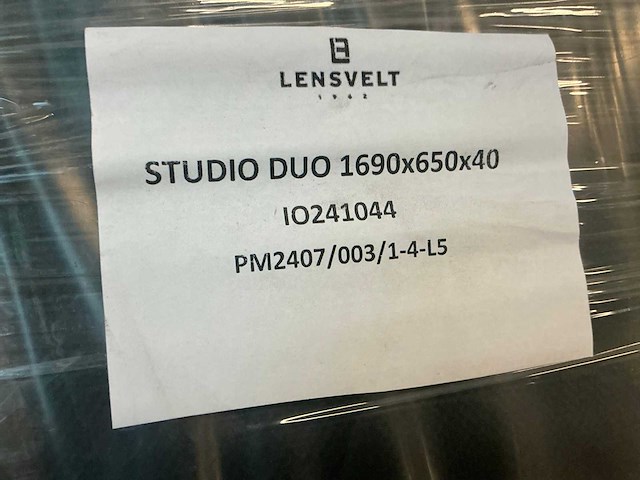 LENSVELT
1962
STUDIO DUO 1690x650x40
IO241044
PM2407/003/1-4-L5